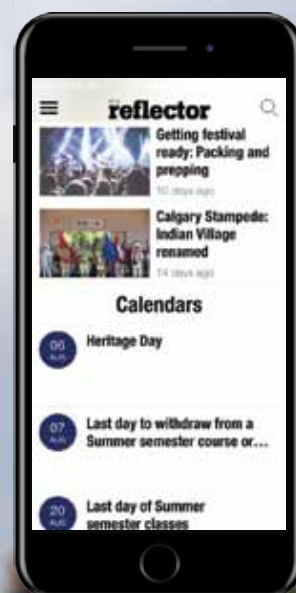 the
reflector
Getting festival
ready: Packing and
prepping
10 days ago
Calgary Stampede:
Indian Village
renamed
14 days ago
Calendars
06
AUG
Heritage Day
07
AUG
Last day to withdraw from a
Summer semester course or…
20
AUG
Last day of Summer
semester classes